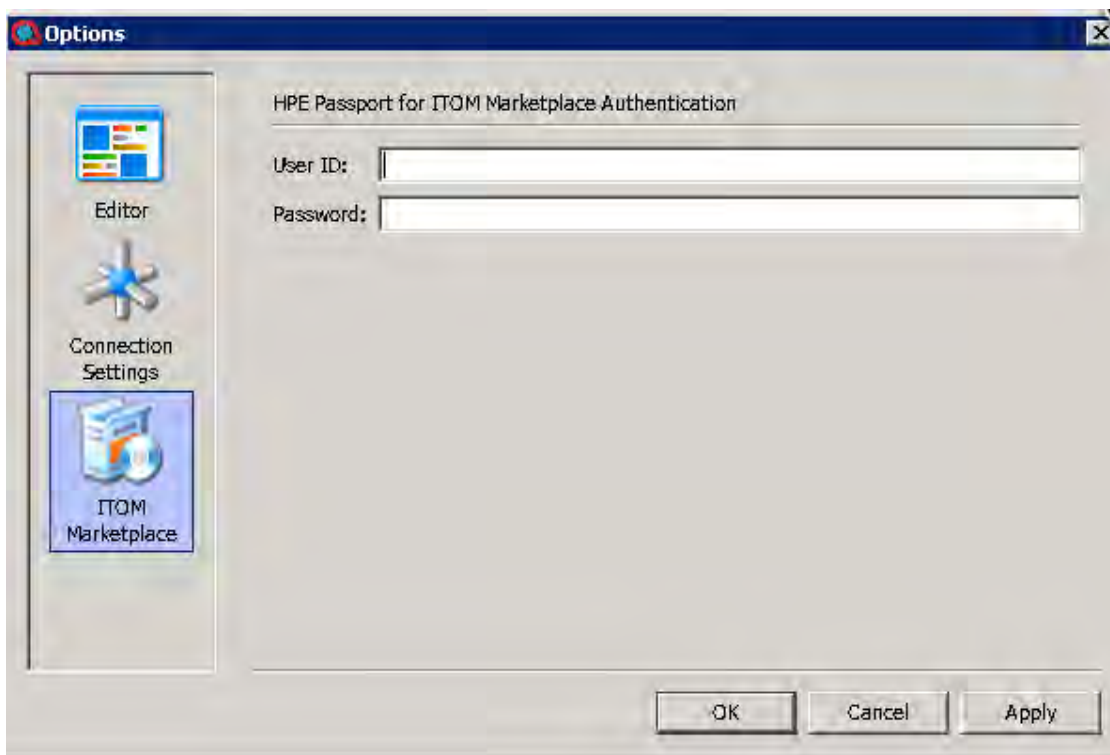 Options
Editor
Connection
Settings
ITOM
Marketplace
HPE Passport for ITOM Marketplace Authentication
User ID:
Password:
OK
Cancel
Apply